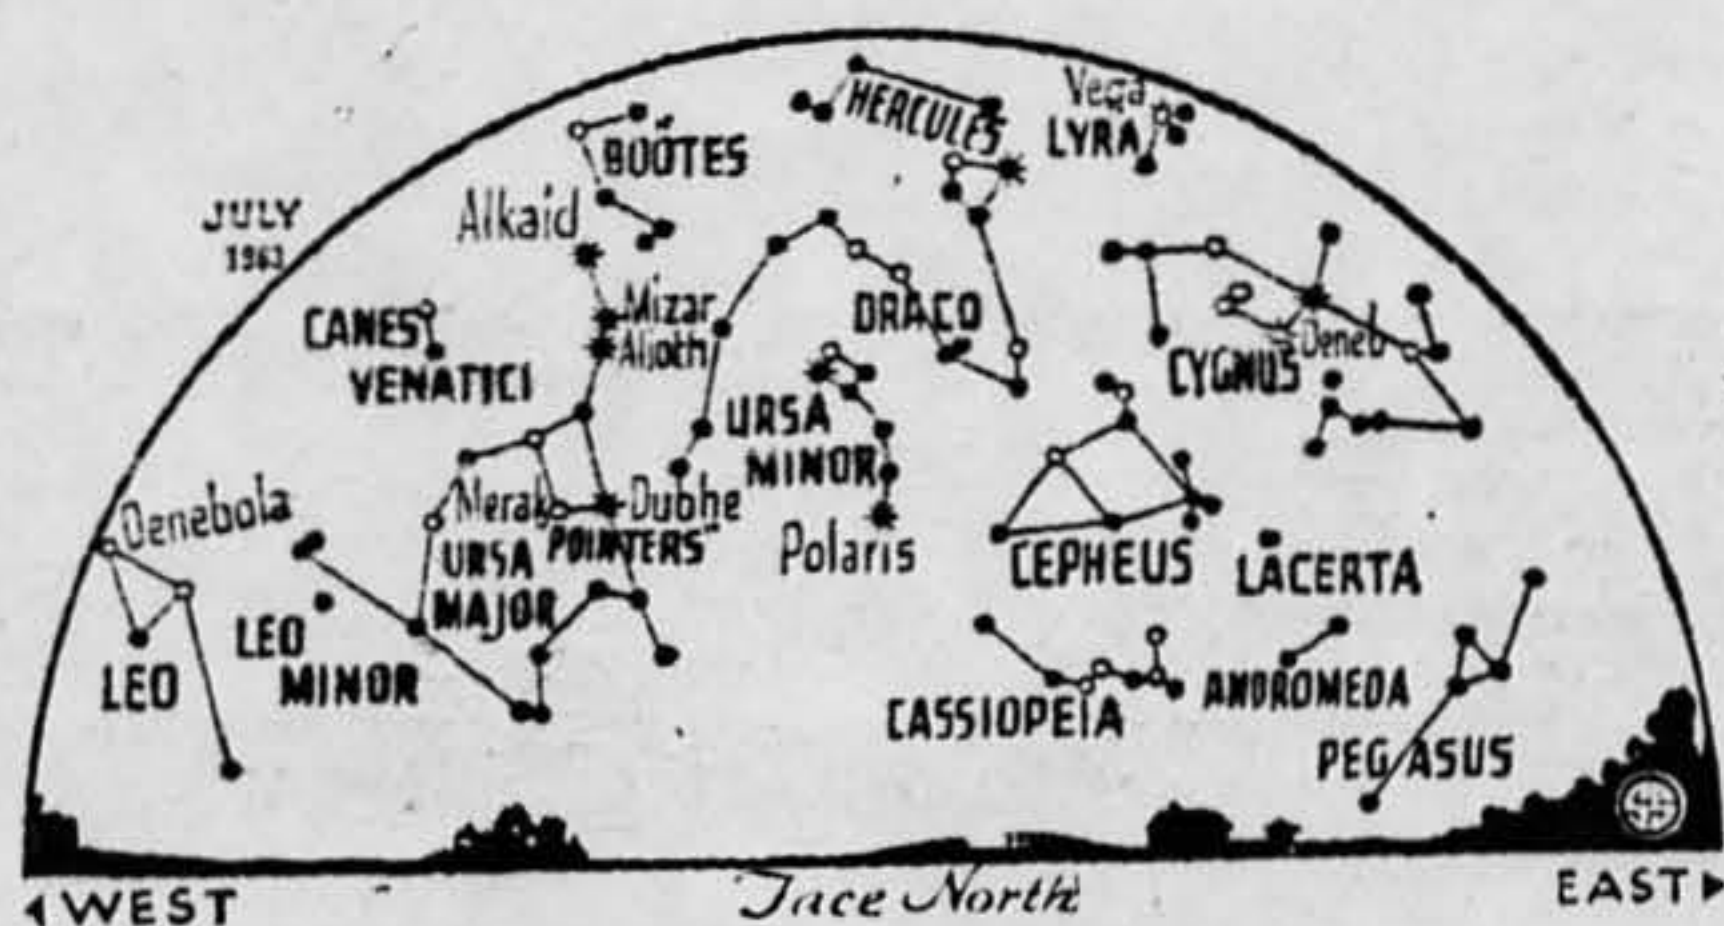 Vega
HERCULES
LYRA
BOÖTES
JULY
1963
Alkaid
CANES
VENATICI
Mizar
Alioth
DRACO
Deneb
CYGNUS
URSA
MINOR
Denebola
Merak
Dubhe
"POINTERS"
Polaris
URSA
MAJOR
CEPHEUS
LACERTA
LEO
LEO
MINOR
CASSIOPEIA
ANDROMEDA
PEGASUS
WEST
Face North
EAST